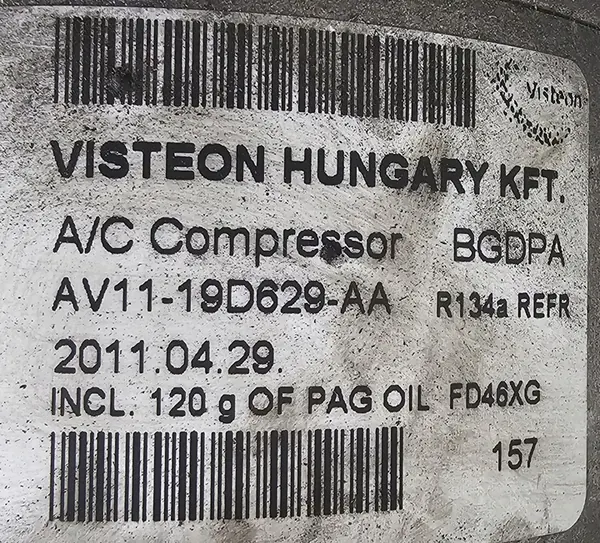 Visteon
VISTEON HUNGARY KFT.
A/C Compressor BGDPA
AV11-19D629-AA R134a REFR
2011.04.29.
INCL. 120 g OF PAG OIL FD46XG
157